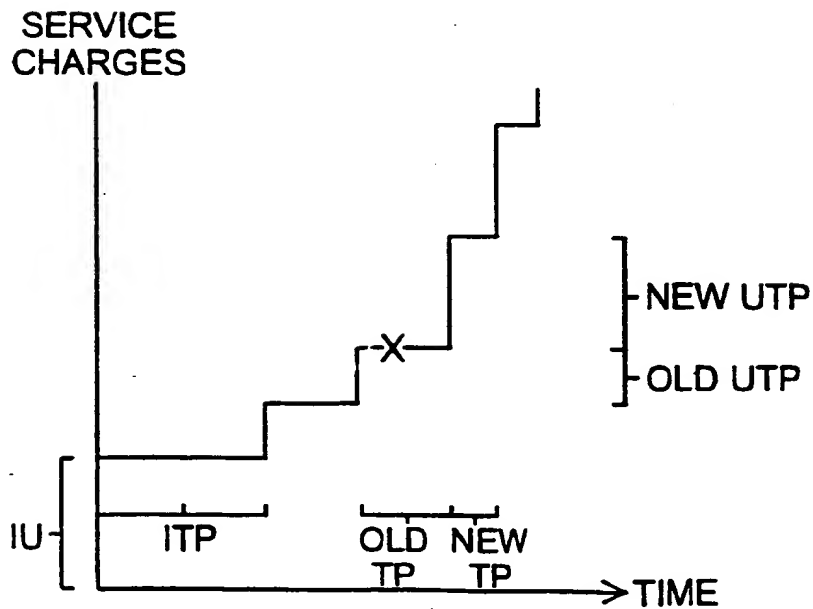 SERVICE
CHARGES
X
NEW UTP
OLD UTP
IU
ITP
OLD
TP
NEW
TP
TIME